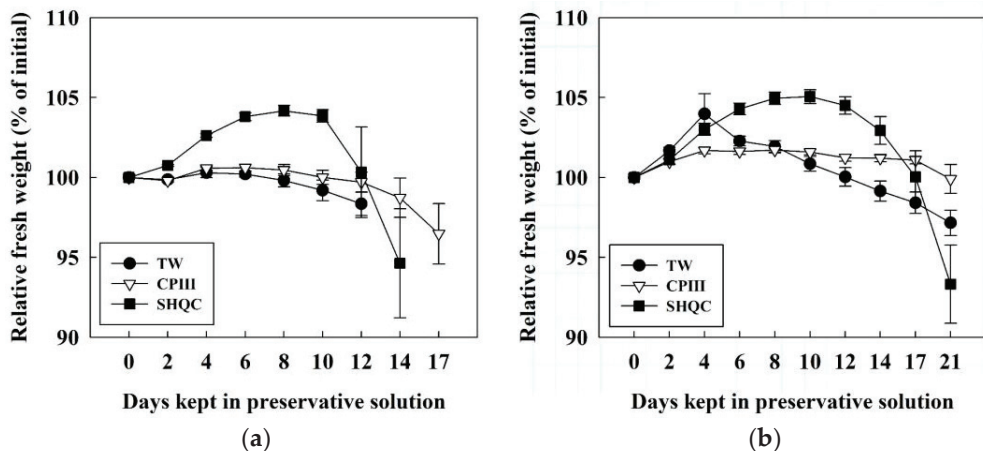 Relative fresh weight (% of initial)
110
105
100
95
90
TW
CPIII
SHQC
0 2 4 6 8 10 12 14 17
Days kept in preservative solution
(a)
Relative fresh weight (% of initial)
110
105
100
95
90
TW
CPIII
SHQC
0 2 4 6 8 10 12 14 17 21
Days kept in preservative solution
(b)